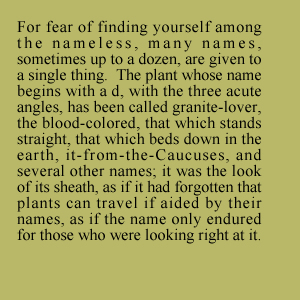 For fear of finding yourself among
the nameless, many names,
sometimes up to a dozen, are given to
a single thing.  The plant whose name
begins with a d, with the three acute
angles, has been called granite-lover,
the blood-colored, that which stands
straight, that which beds down in the
earth, it-from-the-Caucuses, and
several other names; it was the look
of its sheath, as if it had forgotten that
plants can travel if aided by their
names, as if the name only endured
for those who were looking right at it.